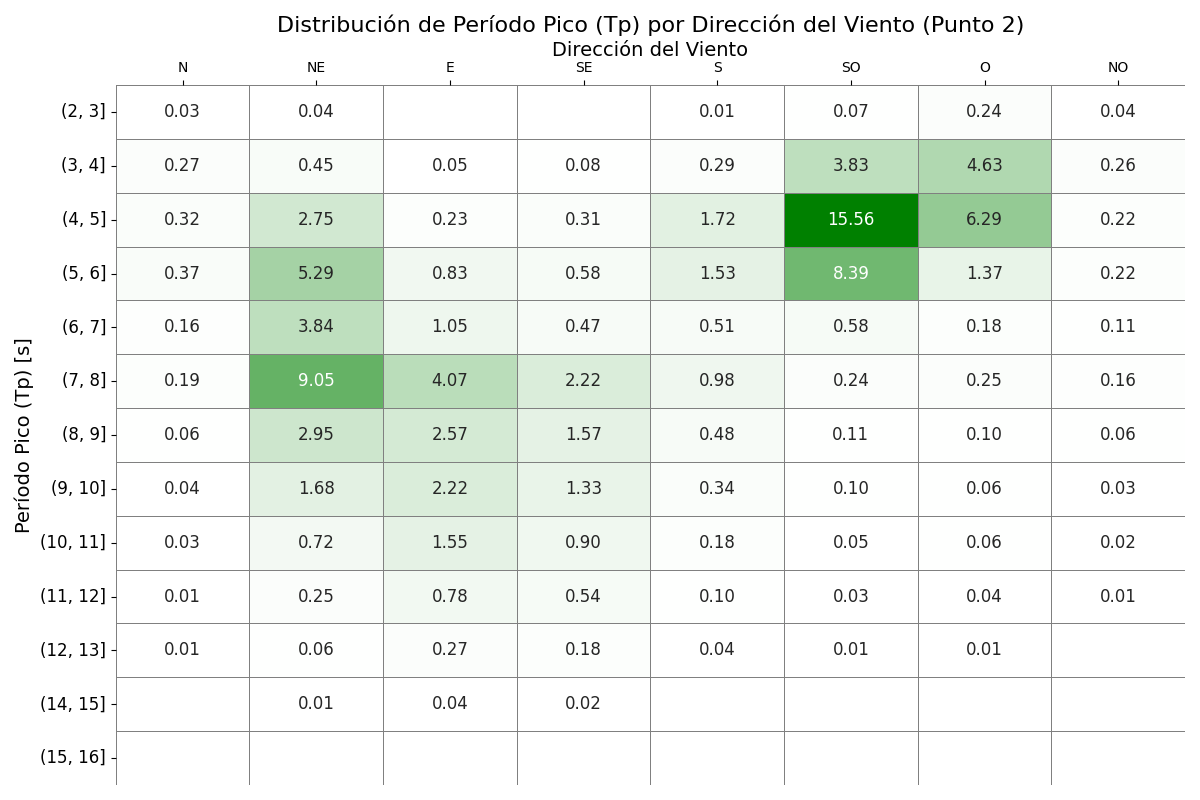 Distribución de Período Pico (Tp) por Dirección del Viento (Punto 2)
Dirección del Viento
N NE E SE S SO O NO
Período Pico (Tp) [s]
(2, 3] 0.03 0.04 0.01 0.07 0.24 0.04
(3, 4] 0.27 0.45 0.05 0.08 0.29 3.83 4.63 0.26
(4, 5] 0.32 2.75 0.23 0.31 1.72 15.56 6.29 0.22
(5, 6] 0.37 5.29 0.83 0.58 1.53 8.39 1.37 0.22
(6, 7] 0.16 3.84 1.05 0.47 0.51 0.58 0.18 0.11
(7, 8] 0.19 9.05 4.07 2.22 0.98 0.24 0.25 0.16
(8, 9] 0.06 2.95 2.57 1.57 0.48 0.11 0.10 0.06
(9, 10] 0.04 1.68 2.22 1.33 0.34 0.10 0.06 0.03
(10, 11] 0.03 0.72 1.55 0.90 0.18 0.05 0.06 0.02
(11, 12] 0.01 0.25 0.78 0.54 0.10 0.03 0.04 0.01
(12, 13] 0.01 0.06 0.27 0.18 0.04 0.01 0.01
(14, 15] 0.01 0.04 0.02
(15, 16]